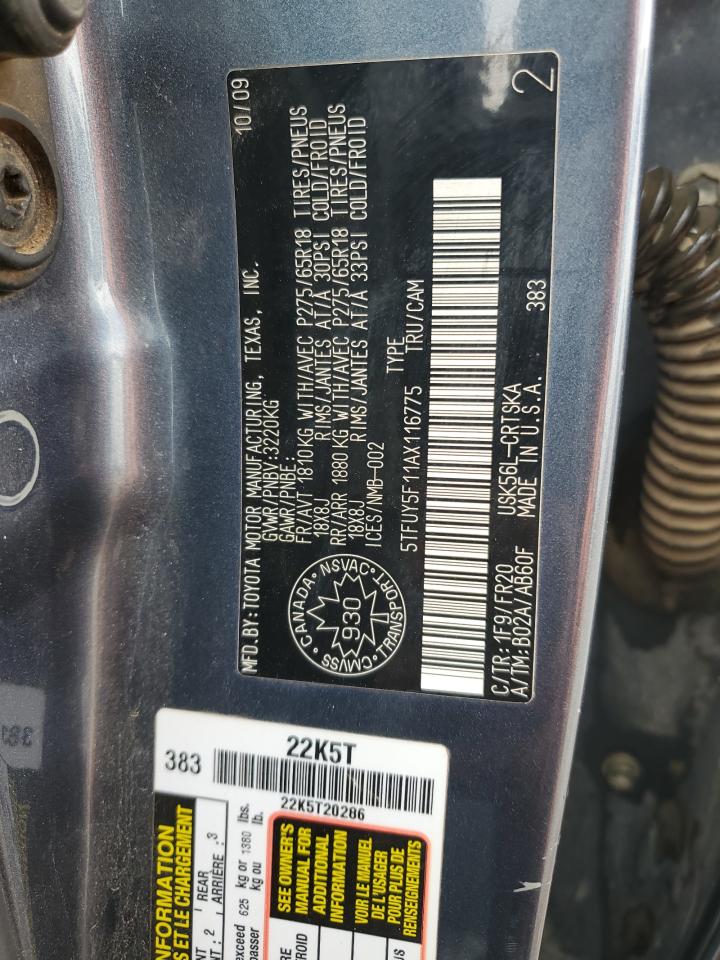 MFD.BY:TOYOTA MOTOR MANUFACTURING, TEXAS, INC. 10/09
GVWR/PNBV:3220KG
GAWR/PNBE:
FR/AVT 1810KG WITH/AVEC P275/65R18 TIRES/PNEUS
18X8J RIMS/JANTES AT/A 30PSI COLD/FROID
RR/ARR 1880 KG WITH/AVEC P275/65R18 TIRES/PNEUS
18X8J RIMS/JANTES AT/A 33PSI COLD/FROID
ICES/NMB-002
CANADA • NSVAC • TRANSPORT • CMVSS
930
5TFUY5F11AX116775 TYPE TRU/CAM
C/TR:1F9/FR20 USK56L-CRTSKA 383
A/TM:B02A/AB60F MADE IN U.S.A. 2
383 22K5T
22K5T20286
INFORMATION
ET LE CHARGEMENT
2 REAR
ARRIÈRE : 3
exceed 625 kg or 1380 lbs.
kg ou lb.
SEE OWNER'S
MANUAL FOR
ADDITIONAL
INFORMATION
VOIR LE MANUEL
DE L'USAGER
POUR PLUS DE
RENSEIGNEMENTS